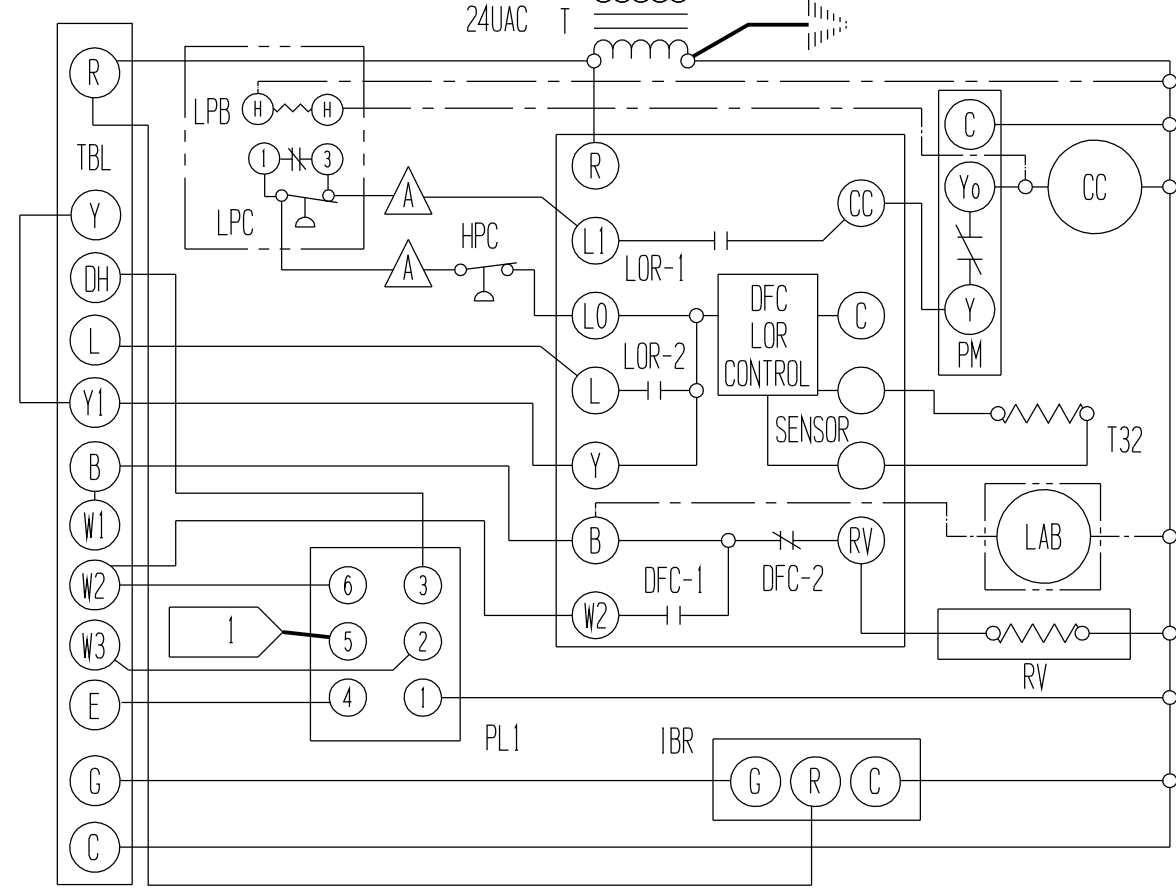 24UAC T
R
LPB H H
TBL
1 3
LPC
A
A
HPC
Y
DH
L
Y1
B
W1
W2
W3
E
G
C
R
L1
LOR-1
LO
LOR-2
L
Y
B
W2
DFC-1
DFC-2
CC
DFC
LOR
CONTROL
C
SENSOR
RV
C
Yo
Y
PM
CC
T32
LAB
RV
6 3
5 2
4 1
1
PL1
IBR
G R C